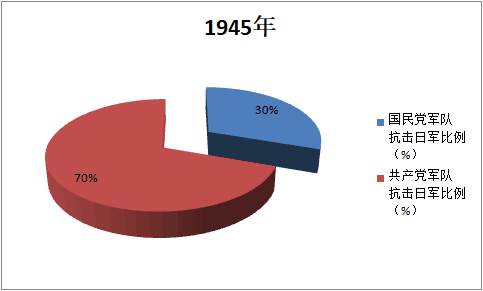 1945年
30%
70%
国民党军队
抗击日军比例
（%）
共产党军队
抗击日军比例
（%）